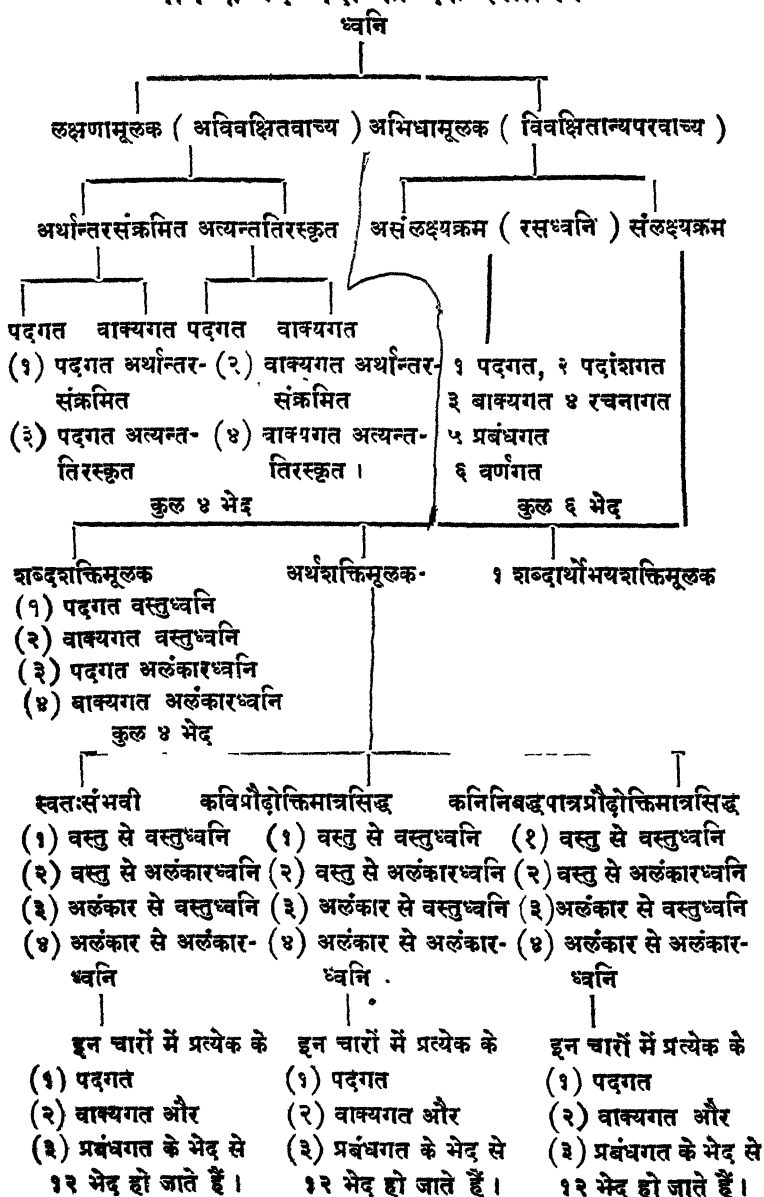 ध्वनि
लक्षणामूलक ( अविवक्षितवाच्य ) अभिधामूलक ( विवक्षितान्यपरवाच्य )
अर्थान्तरसंक्रमित अत्यन्ततिरस्कृत असंलक्ष्यक्रम ( रसध्वनि ) संलक्ष्यक्रम
पदगत वाक्यगत पदगत वाक्यगत
(१) पदगत अर्थान्तर- (२) वाक्यगत अर्थान्तर- १ पदगत, २ पदांशगत
संक्रमित संक्रमित ३ वाक्यगत ४ रचनागत
(३) पदगत अत्यन्त- (४) वाक्यगत अत्यन्त- ५ प्रबंधगत
तिरस्कृत तिरस्कृत । ६ वर्णगत
कुल ४ भेद कुल ६ भेद
शब्दशक्तिमूलक अर्थशक्तिमूलक- १ शब्दार्थोभयशक्तिमूलक
(१) पदगत वस्तुध्वनि
(२) वाक्यगत वस्तुध्वनि
(३) पदगत अलंकारध्वनि
(४) वाक्यगत अलंकारध्वनि
कुल ४ भेद
स्वतःसंभवी कविप्रौढ़ोक्तिमात्रसिद्ध कनिनिबद्धपात्रप्रौढ़ोक्तिमात्रसिद्ध
(१) वस्तु से वस्तुध्वनि (१) वस्तु से वस्तुध्वनि (१) वस्तु से वस्तुध्वनि
(२) वस्तु से अलंकारध्वनि (२) वस्तु से अलंकारध्वनि (२) वस्तु से अलंकारध्वनि
(३) अलंकार से वस्तुध्वनि (३) अलंकार से वस्तुध्वनि (३) अलंकार से वस्तुध्वनि
(४) अलंकार से अलंकार- (४) अलंकार से अलंकार- (४) अलंकार से अलंकार-
ध्वनि ध्वनि . ध्वनि
इन चारों में प्रत्येक के इन चारों में प्रत्येक के इन चारों में प्रत्येक के
(१) पदगत (१) पदगत (१) पदगत
(२) वाक्यगत और (२) वाक्यगत और (२) वाक्यगत और
(३) प्रबंधगत के भेद से (३) प्रबंधगत के भेद से (३) प्रबंधगत के भेद से
१२ भेद हो जाते हैं । १२ भेद हो जाते हैं । १२ भेद हो जाते हैं ।